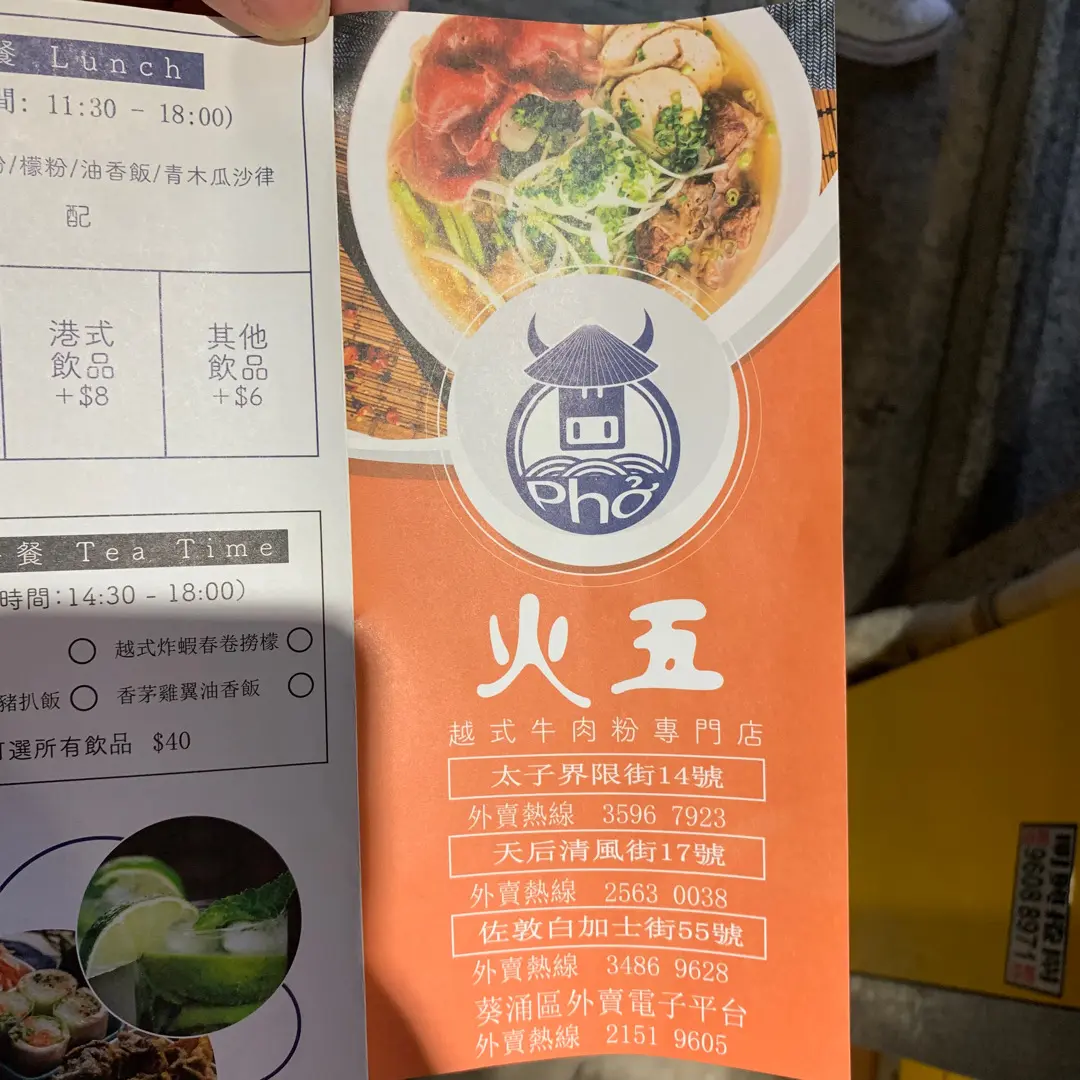 餐 Lunch
間: 11:30 - 18:00)
/檬粉/油香飯/青木瓜沙律
配
港式
飲品
+$8
其他
飲品
+$6
餐 Tea Time
時間:14:30 - 18:00)
越式炸蝦春卷撈檬
豬扒飯
香茅雞翼油香飯
選所有飲品 $40
Phở
火五
越式牛肉粉專門店
太子界限街14號
外賣熱線 3596 7923
天后清風街17號
外賣熱線 2563 0038
佐敦白加士街55號
外賣熱線 3486 9628
葵涌區外賣電子平台
外賣熱線 2151 9605
9608 8971